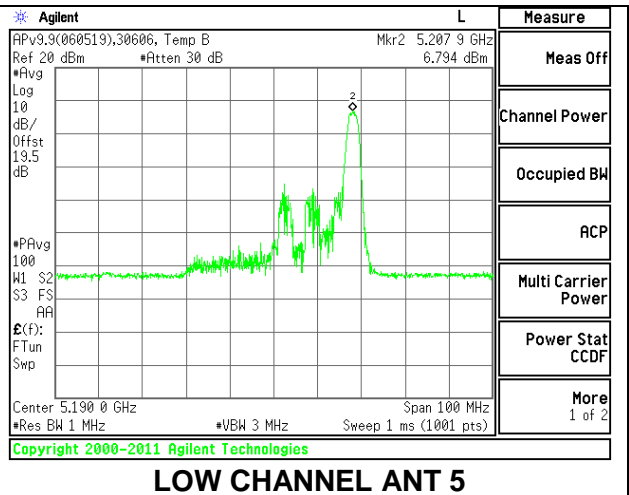 Agilent L Measure
APv9.9(060519),30606, Temp B Mkr2 5.207 9 GHz
Ref 20 dBm #Atten 30 dB 6.794 dBm
#Avg
Log
10
dB/
Offst
19.5
dB
2
#PAvg
100
W1 S2
S3 FS
AA
£(f):
FTun
Swp
Center 5.190 0 GHz Span 100 MHz
#Res BW 1 MHz #VBW 3 MHz Sweep 1 ms (1001 pts)
Copyright 2000-2011 Agilent Technologies
Meas Off
Channel Power
Occupied BW
ACP
Multi Carrier
Power
Power Stat
CCDF
More
1 of 2
LOW CHANNEL ANT 5